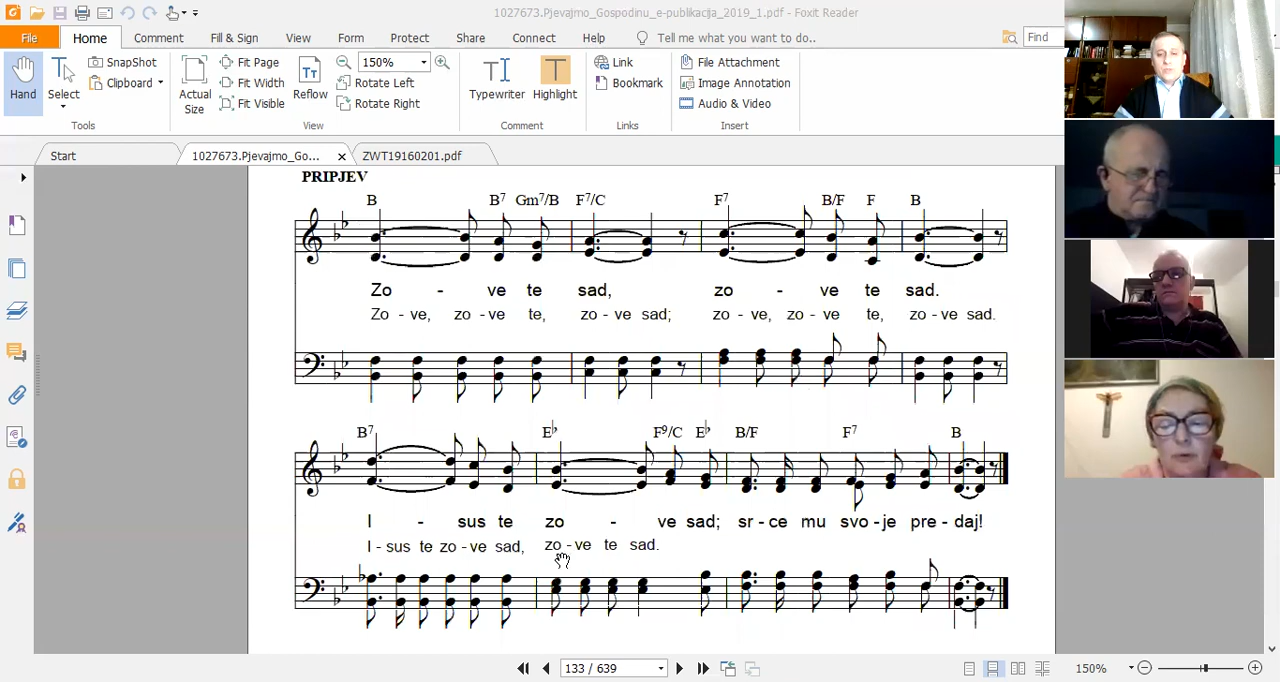 1027673.Pjevajmo_Gospodinu_e-publikacija_2019_1.pdf - Foxit Reader
File Home Comment Fill & Sign View Form Protect Share Connect Help Tell me what you want to do.. Find
Hand
Select
SnapShot
Clipboard
Tools
Actual Size
Fit Page
Fit Width
Fit Visible
Reflow
150%
Rotate Left
Rotate Right
View
Typewriter
Highlight
Comment
Link
Bookmark
Links
File Attachment
Image Annotation
Audio & Video
Insert
Start 1027673.Pjevajmo_Go... ZWT19160201.pdf
PRIPJEV
B B7 Gm7/B F7/C F7 B/F F B
Zo - ve te sad, zo - ve te sad.
Zo - ve, zo - ve te, zo - ve sad; zo - ve, zo - ve te, zo - ve sad.
B7 E♭ F9/C E♭ B/F F7 B
I - sus te zo - ve sad; sr - ce mu svo - je pre - daj!
I - sus te zo - ve sad, zo - ve te sad.
133 / 639 150%